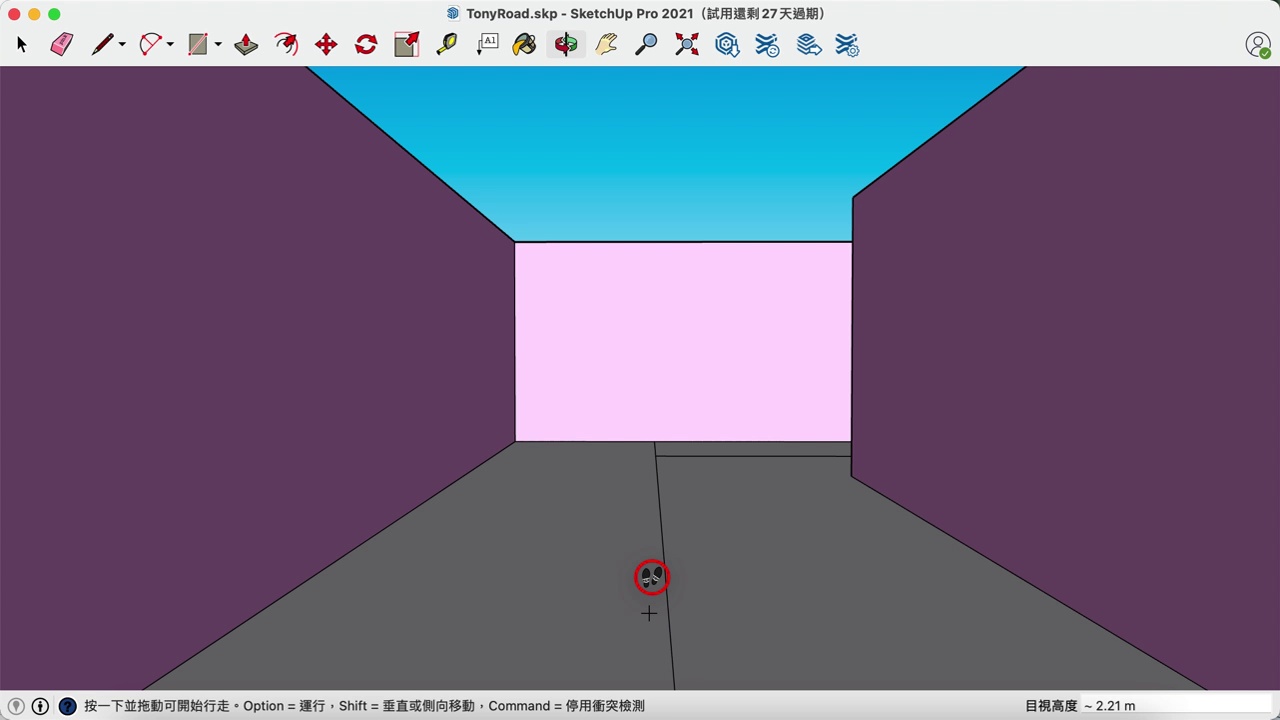 TonyRoad.skp - SketchUp Pro 2021（試用還剩 27 天過期）
A1
按一下並拖動可開始行走。Option = 運行，Shift = 垂直或側向移動，Command = 停用衝突檢測
目視高度 ~ 2.21 m